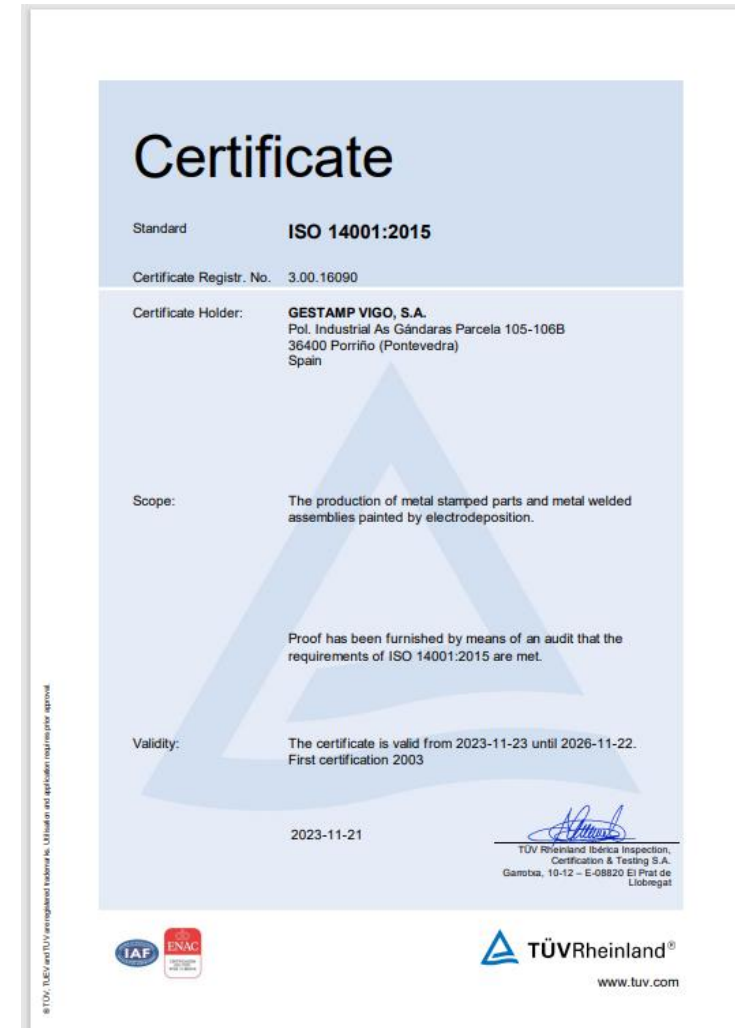 Certificate
Standard
ISO 14001:2015
Certificate Registr. No.
3.00.16090
Certificate Holder:
GESTAMP VIGO, S.A.
Pol. Industrial As Gándaras Parcela 105-106B
36400 Porriño (Pontevedra)
Spain
Scope:
The production of metal stamped parts and metal welded
assemblies painted by electrodeposition.
Proof has been furnished by means of an audit that the
requirements of ISO 14001:2015 are met.
Validity:
The certificate is valid from 2023-11-23 until 2026-11-22.
First certification 2003
2023-11-21
TÜV Rheinland Ibérica Inspection,
Certification & Testing S.A.
Garrotxa, 10-12 – E-08820 El Prat de
Llobregat
® TÜV, TUEV and TUV are registered trademarks. Utilisation and application requires prior approval.
IAF
ENAC
TÜVRheinland®
www.tuv.com